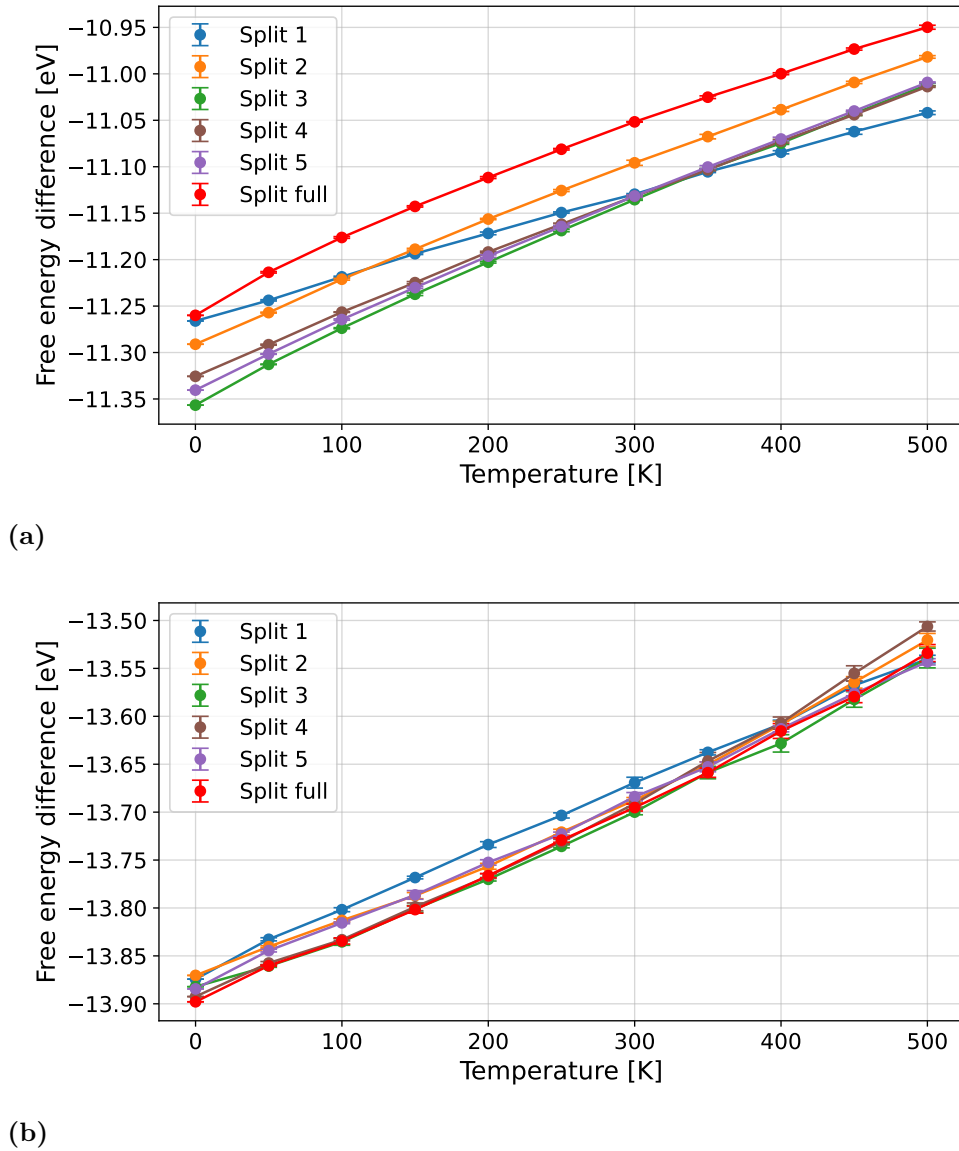 −10.95
−11.00
−11.05
−11.10
−11.15
−11.20
−11.25
−11.30
−11.35
Free energy difference [eV]
Split 1
Split 2
Split 3
Split 4
Split 5
Split full
0 100 200 300 400 500
Temperature [K]
(a)
−13.50
−13.55
−13.60
−13.65
−13.70
−13.75
−13.80
−13.85
−13.90
Free energy difference [eV]
Split 1
Split 2
Split 3
Split 4
Split 5
Split full
0 100 200 300 400 500
Temperature [K]
(b)